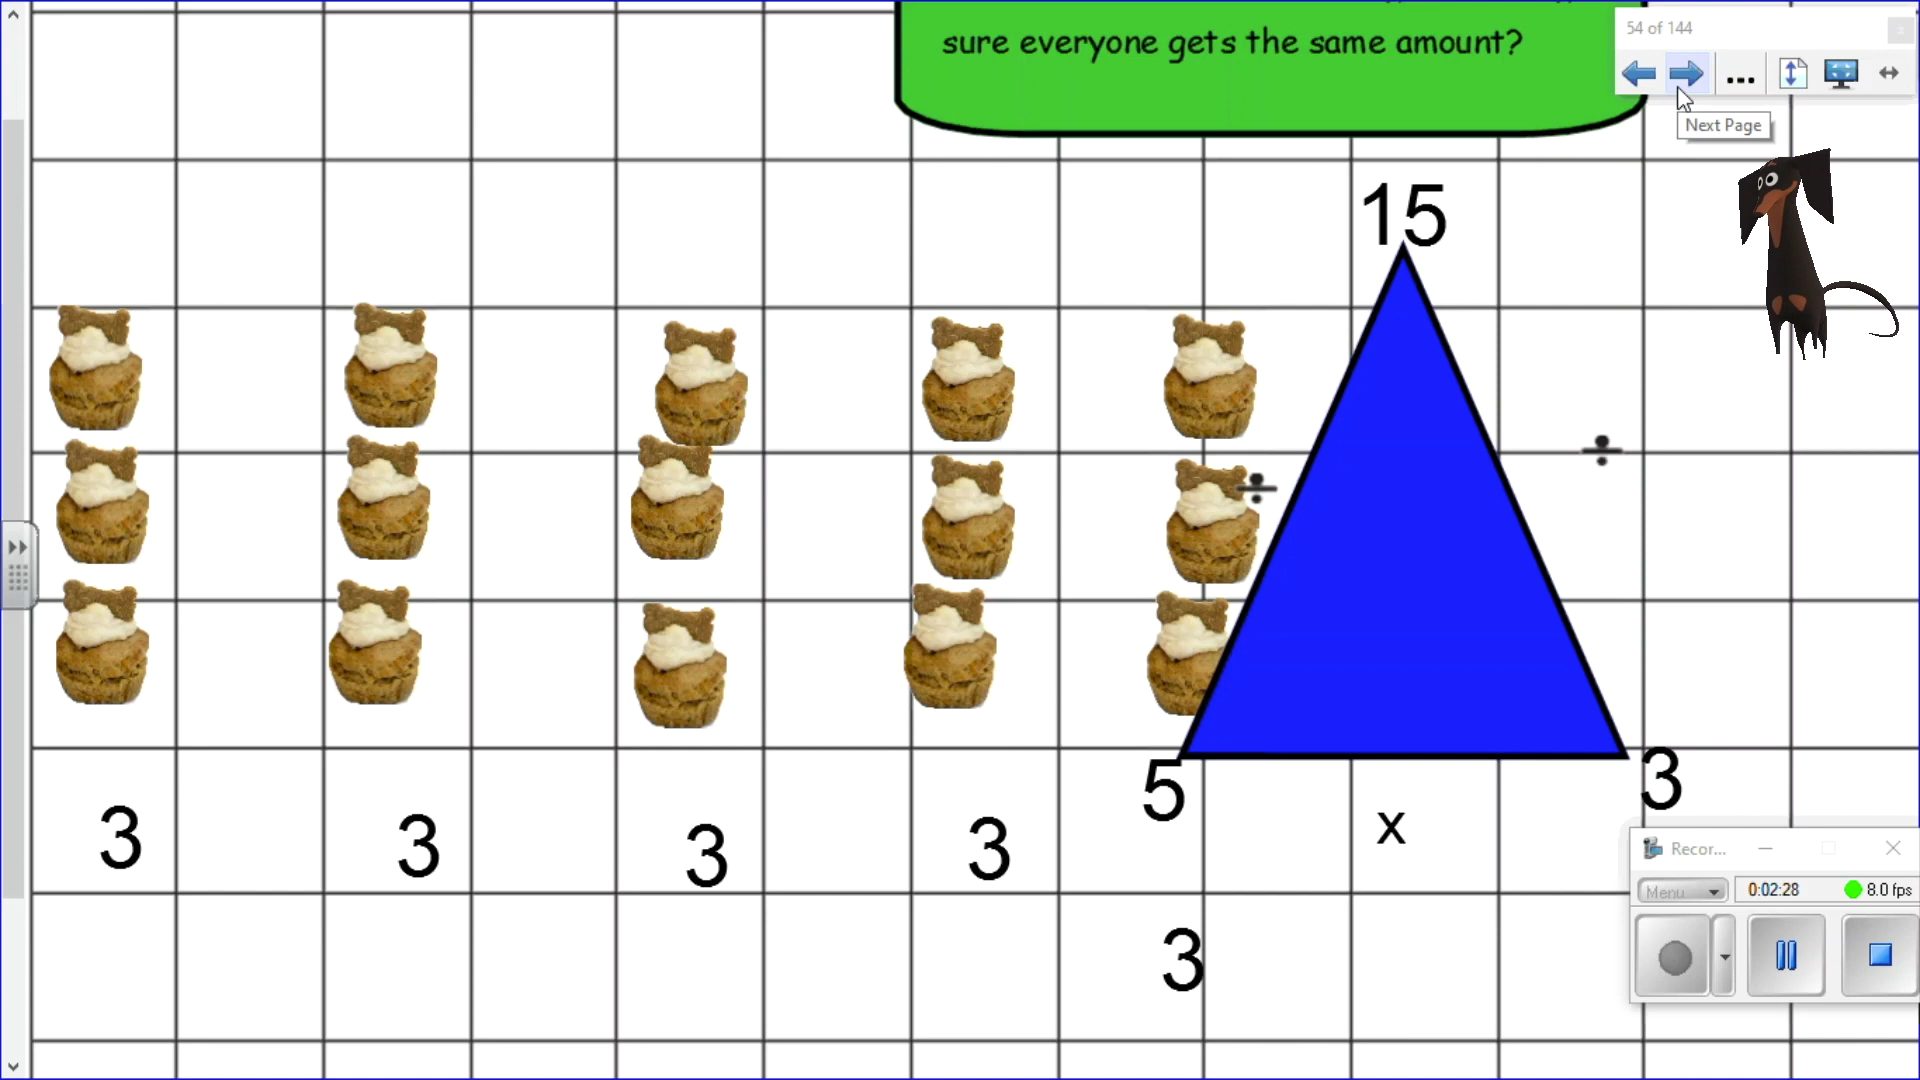 sure everyone gets the same amount?
54 of 144
...
Next Page
15
÷
÷
5
3
x
3
3
3
3
3
Recor...
Menu
0:02:28
8.0 fps